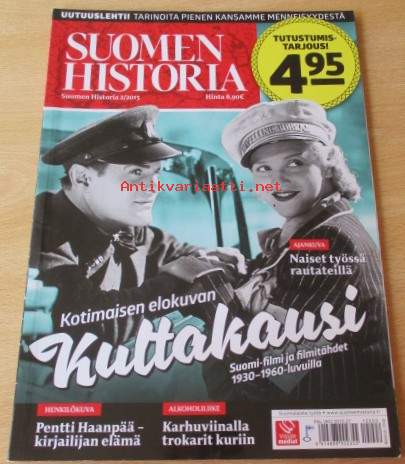 UUTUUSLEHTI! TARINOITA PIENEN KANSAMME MENNEISYYDESTÄ
SUOMEN
HISTORIA
Suomen Historia 2/2015
Hinta 6,90€
TUTUSTUMIS-
TARJOUS!
4.95
Antikvariaatti.net
AJANKUVA
Naiset työssä
rautateillä
Kotimaisen elokuvan
Kultakausi
Suomi-filmi ja filmitähdet
1930–1960-luvuilla
HENKILÖKUVA
Pentti Haanpää –
kirjailijan elämä
ALKOHOLILIIKE
Karhuviinalla
trokarit kuriin